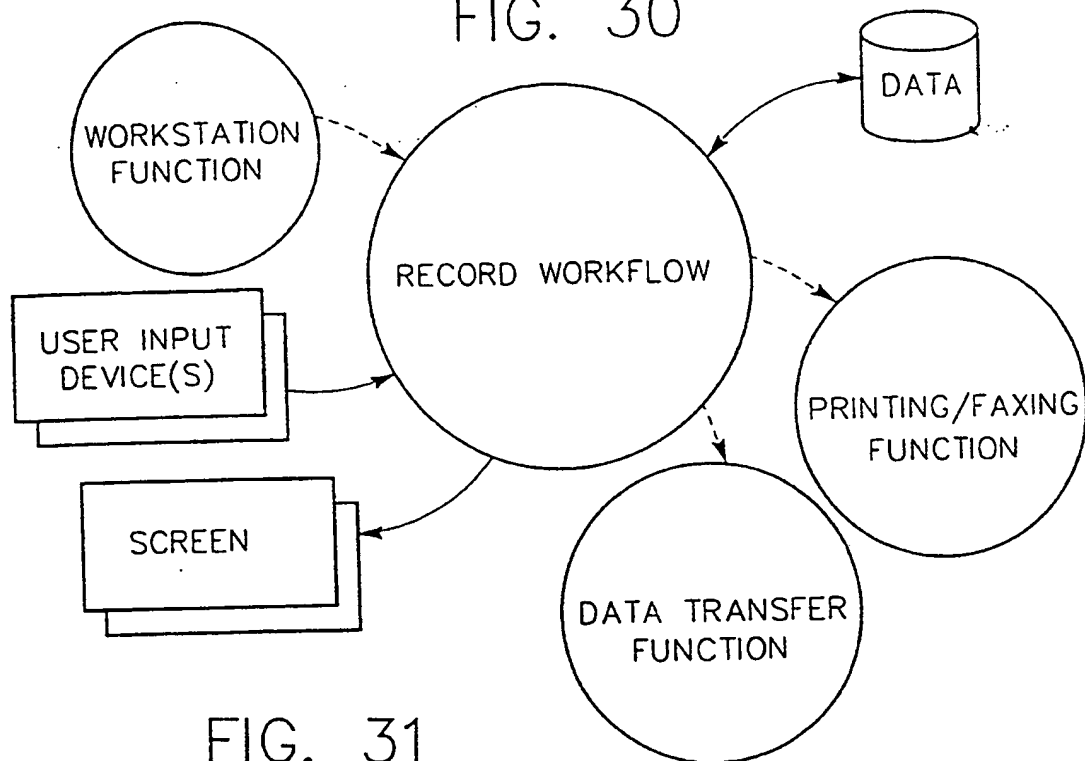 FIG. 30
DATA
WORKSTATION
FUNCTION
RECORD WORKFLOW
USER INPUT
DEVICE(S)
PRINTING/FAXING
FUNCTION
SCREEN
DATA TRANSFER
FUNCTION
FIG. 31